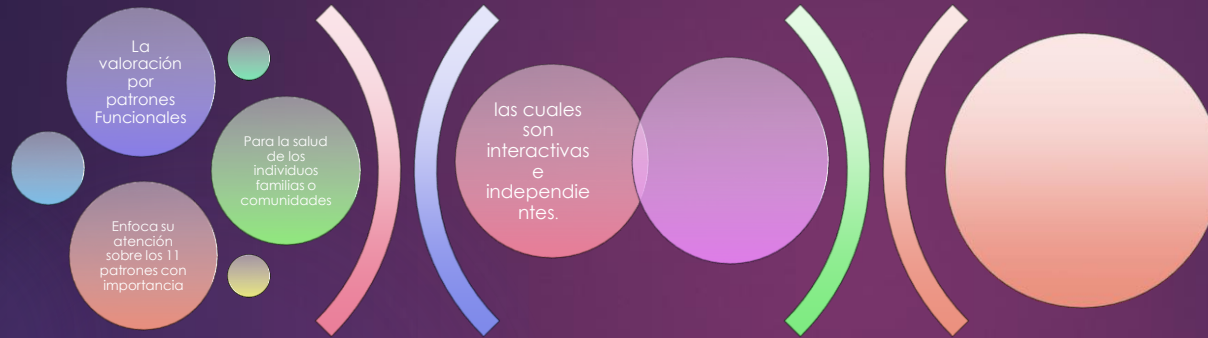 La
valoración
por
patrones
Funcionales
Enfoca su
atención
sobre los 11
patrones con
importancia
Para la salud
de los
individuos
familias o
comunidades
las cuales
son
interactivas
e
independie
ntes.